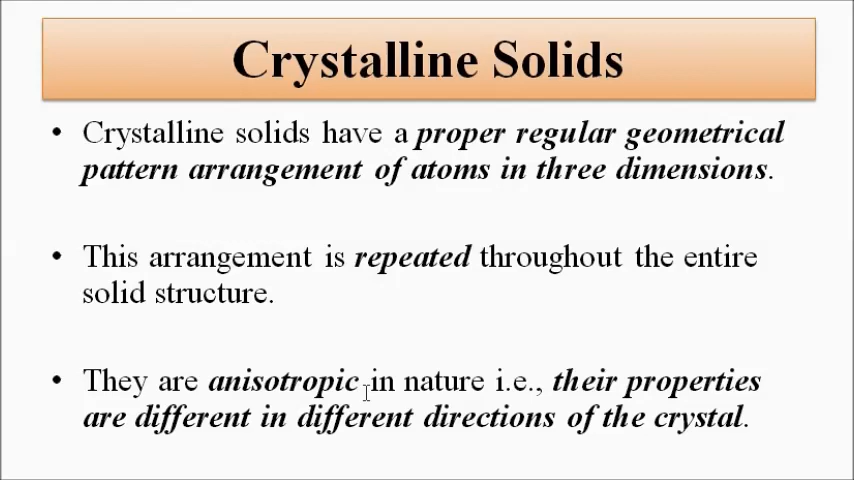 Crystalline Solids
• Crystalline solids have a proper regular geometrical
pattern arrangement of atoms in three dimensions.
• This arrangement is repeated throughout the entire
solid structure.
• They are anisotropic in nature i.e., their properties
are different in different directions of the crystal.